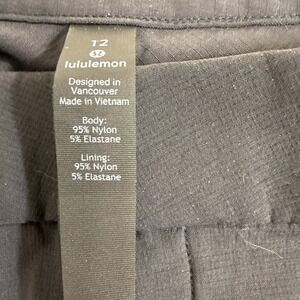 12
lululemon
Designed in
Vancouver
Made in Vietnam
Body:
95% Nylon
5% Elastane
Lining:
95% Nylon
5% Elastane